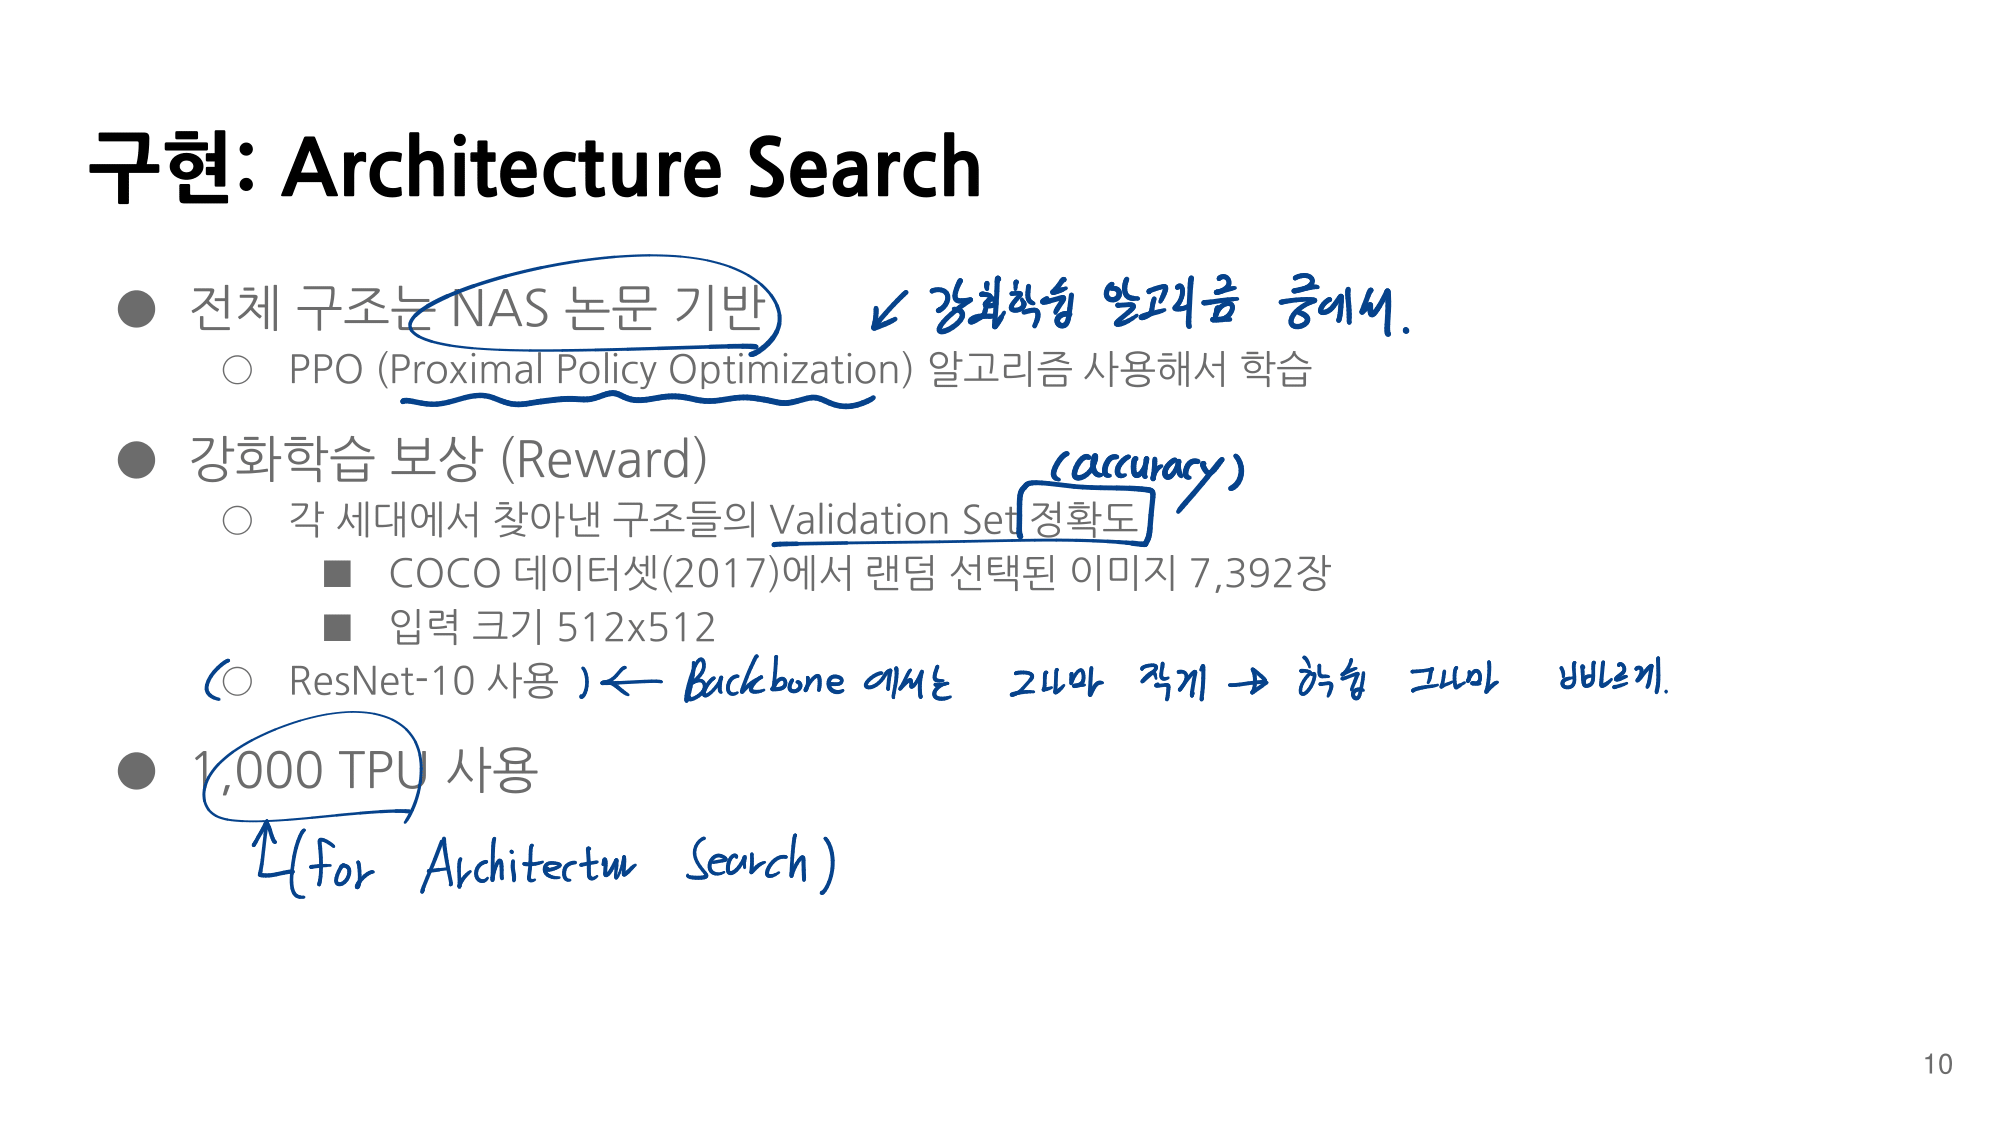 구현: Architecture Search
● 전체 구조는 NAS 논문 기반 ↙ 강화학습 알고리즘 중에서.
○ PPO (Proximal Policy Optimization) 알고리즘 사용해서 학습
● 강화학습 보상 (Reward)
(accuracy)
○ 각 세대에서 찾아낸 구조들의 Validation Set 정확도
■ COCO 데이터셋(2017)에서 랜덤 선택된 이미지 7,392장
■ 입력 크기 512x512
(○ ResNet-10 사용 ) ← Backbone 에서는 그나마 작게 → 학습 그나마 빠르게.
● 1,000 TPU 사용
(for Architectur Search)
10